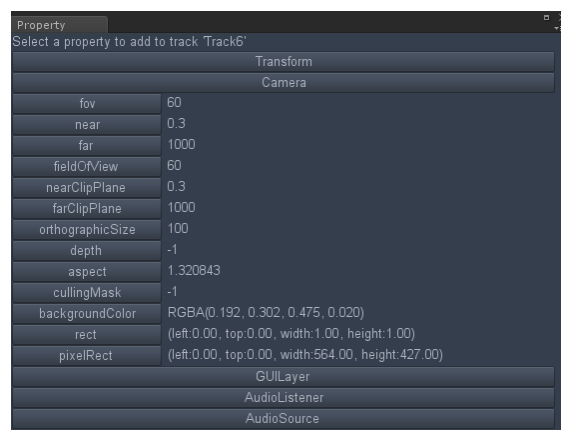 Property
Select a property to add to track 'Track6'
Transform
Camera
fov 60
near 0.3
far 1000
fieldOfView 60
nearClipPlane 0.3
farClipPlane 1000
orthographicSize 100
depth -1
aspect 1.320843
cullingMask -1
backgroundColor RGBA(0.192, 0.302, 0.475, 0.020)
rect (left:0.00, top:0.00, width:1.00, height:1.00)
pixelRect (left:0.00, top:0.00, width:564.00, height:427.00)
GUILayer
AudioListener
AudioSource